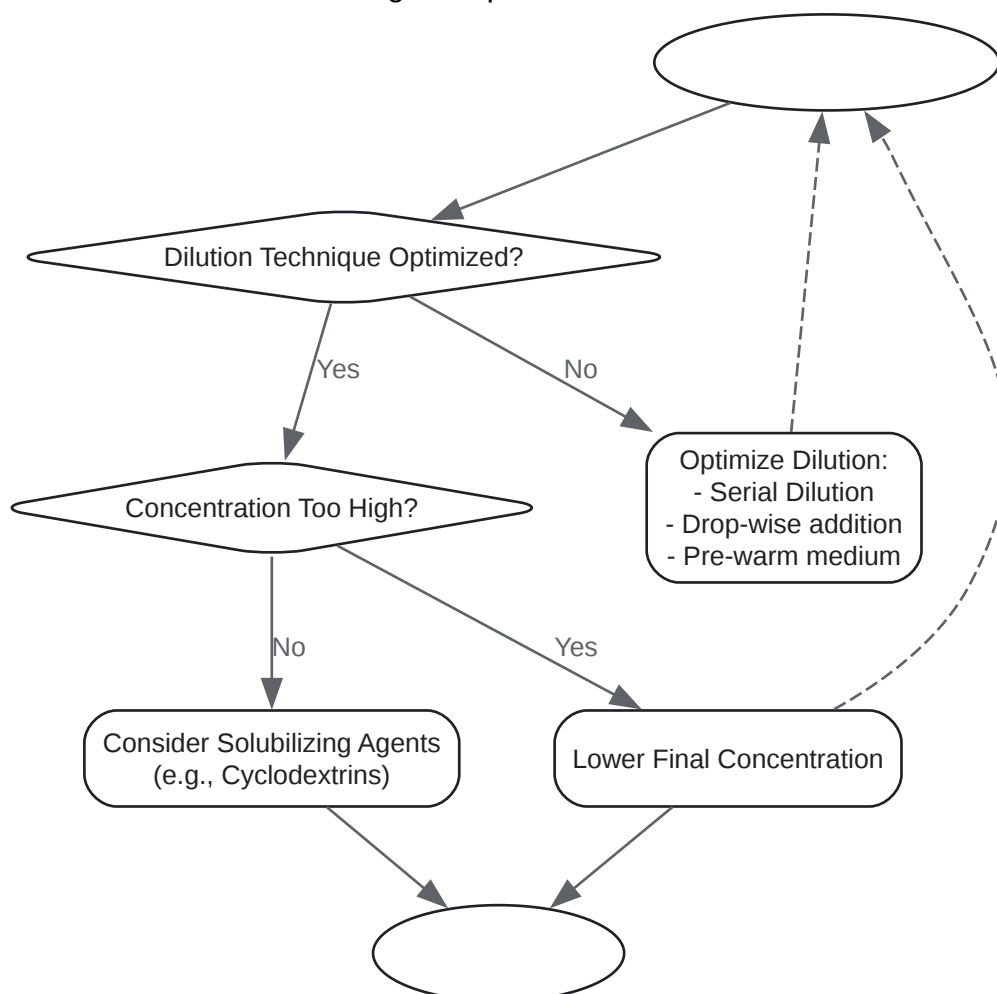 Dilution Technique Optimized?
Yes
No
Optimize Dilution:
- Serial Dilution
- Drop-wise addition
- Pre-warm medium
Concentration Too High?
No
Yes
Consider Solubilizing Agents
(e.g., Cyclodextrins)
Lower Final Concentration